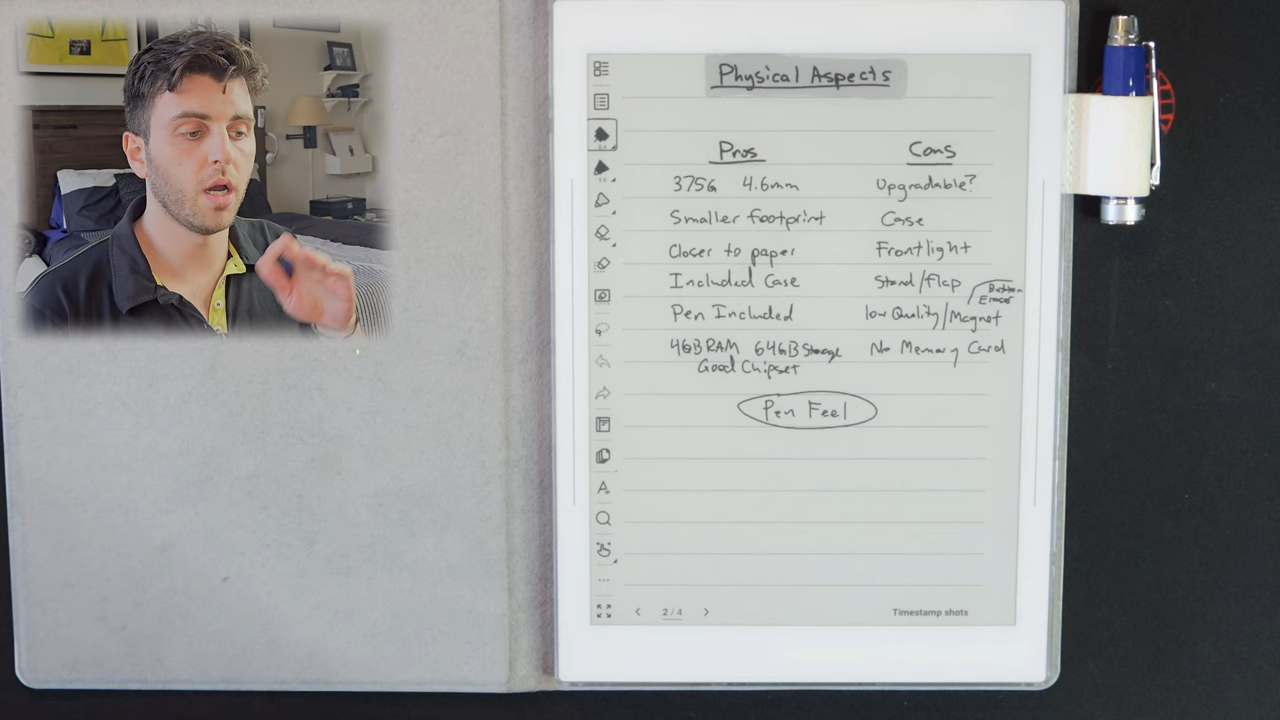 Physical Aspects
Pros Cons
375G 4.6mm Upgradable?
Smaller footprint Case
Closer to paper Frontlight
Included Case Stand/flap
Button Eraser
Pen Included low Quality/Magnet
4GB RAM 64GB Storage No Memory Card
Good Chipset
Pen Feel
2 / 4 Timestamp shots